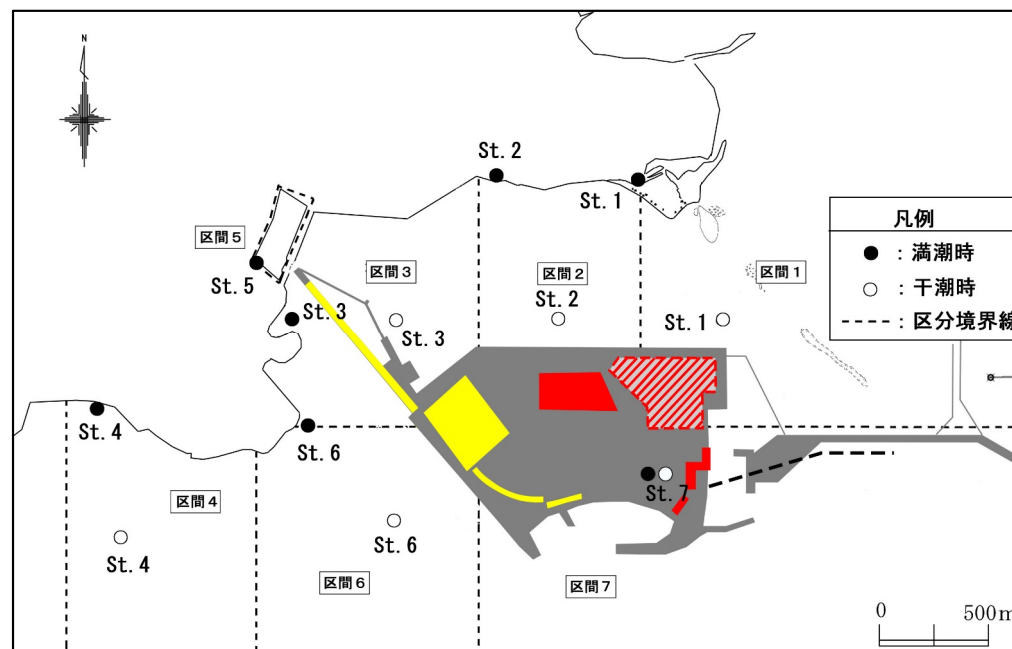 N
St. 2
St. 1
凡例
●：満潮時
○：干潮時
-----：区分境界線
区間5
St. 5
区間3
区間2
区間1
St. 2
St. 3
St. 3
St. 1
St. 4
St. 6
St. 7
区間4
St. 4
St. 6
区間6
区間7
0 500m